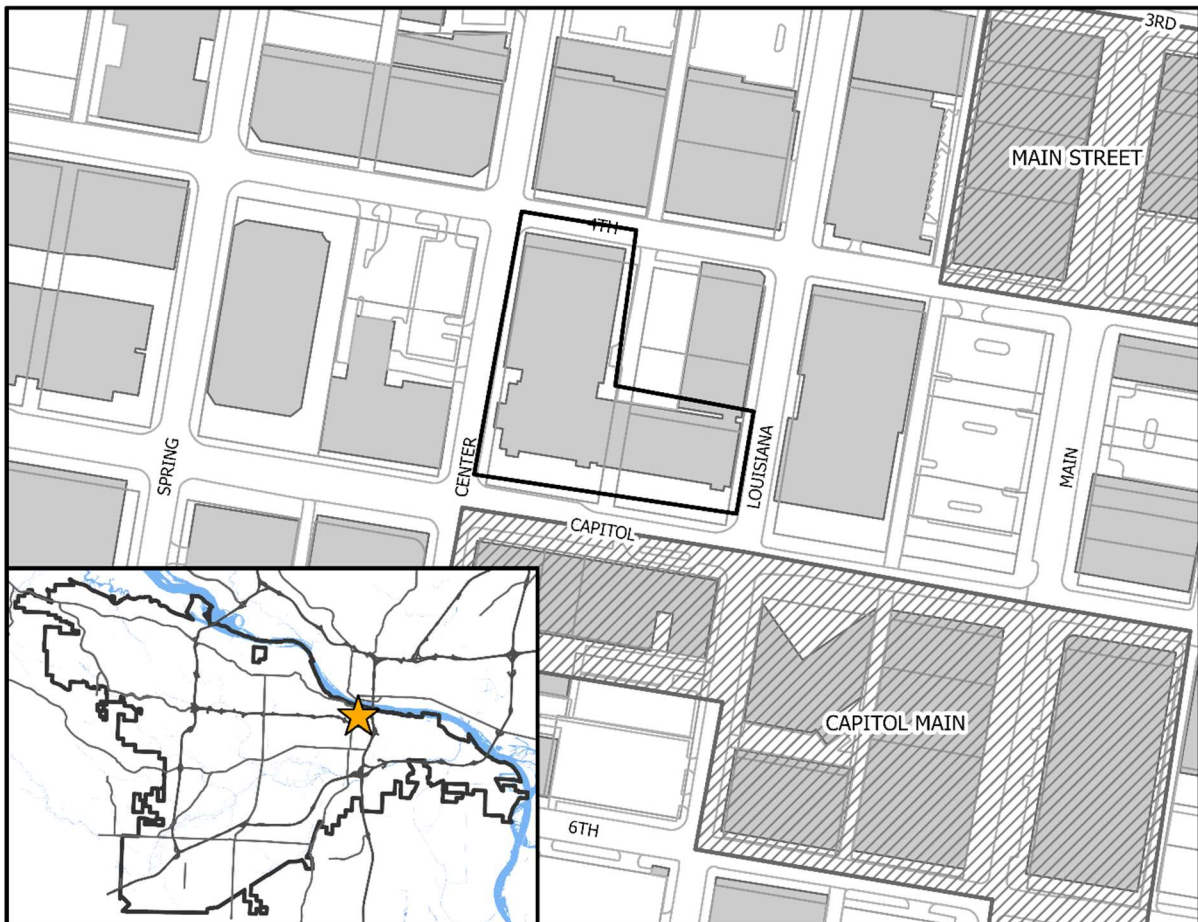 3RD
MAIN STREET
4TH
SPRING
CENTER
LOUISIANA
MAIN
CAPITOL
CAPITOL MAIN
6TH